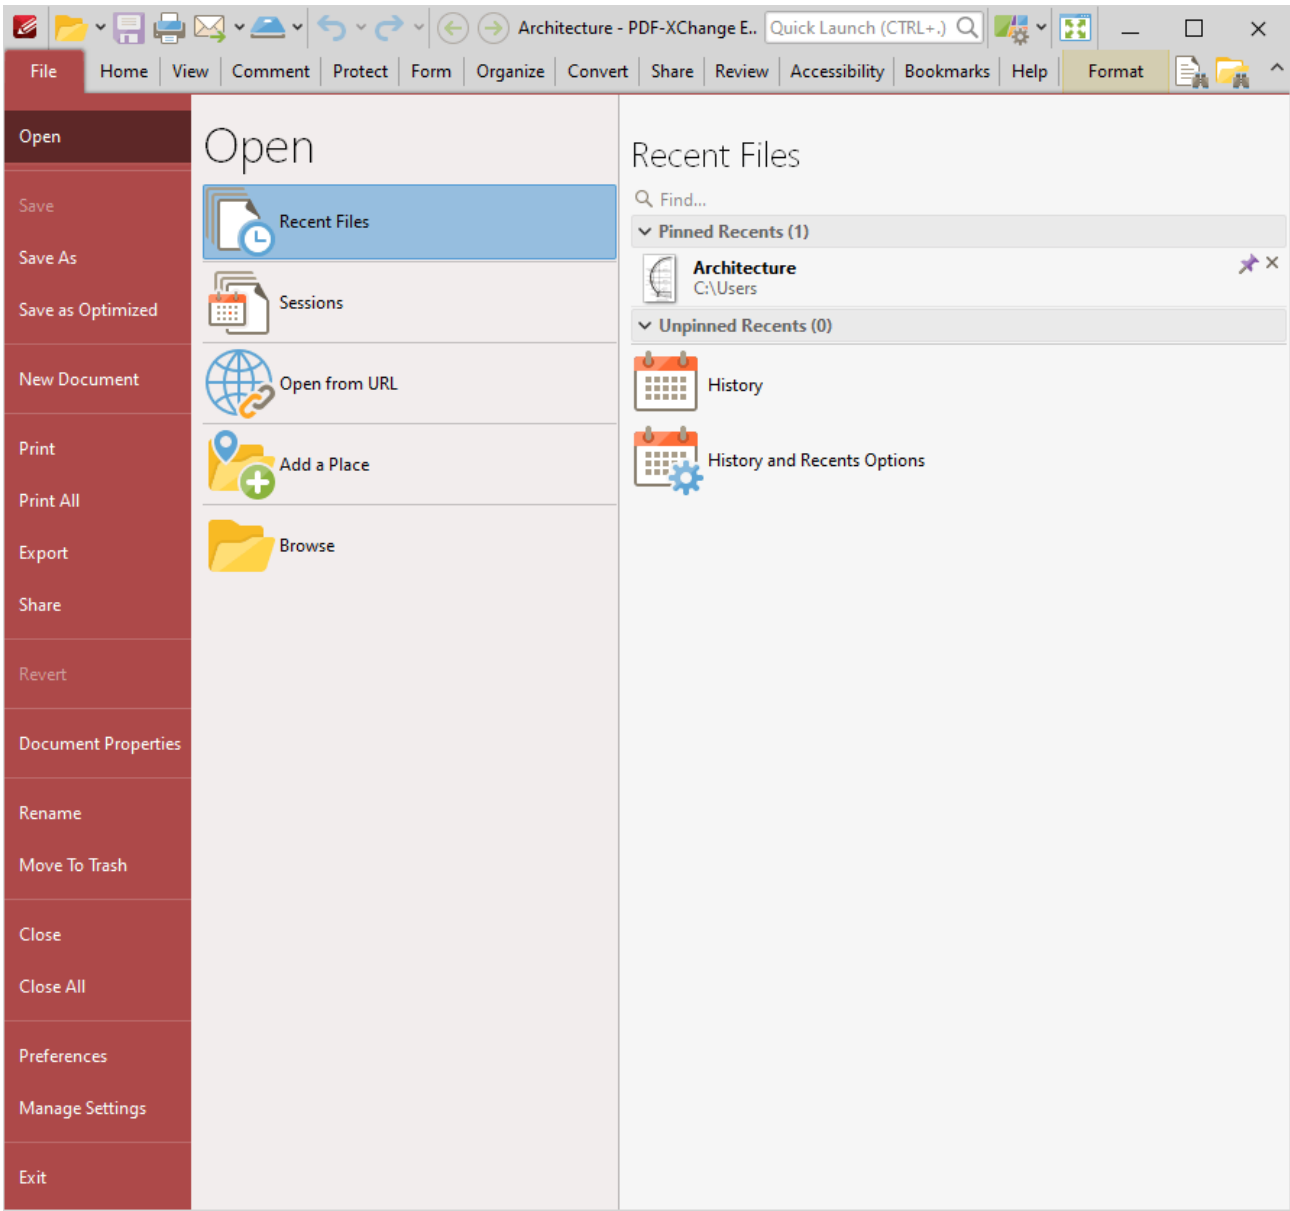 Architecture - PDF-XChange E.. Quick Launch (CTRL+.)
File Home View Comment Protect Form Organize Convert Share Review Accessibility Bookmarks Help Format
Open
Save
Save As
Save as Optimized
New Document
Print
Print All
Export
Share
Revert
Document Properties
Rename
Move To Trash
Close
Close All
Preferences
Manage Settings
Exit
Open
Recent Files
Sessions
Open from URL
Add a Place
Browse
Recent Files
Find...
Pinned Recents (1)
Architecture
C:\Users
Unpinned Recents (0)
History
History and Recents Options